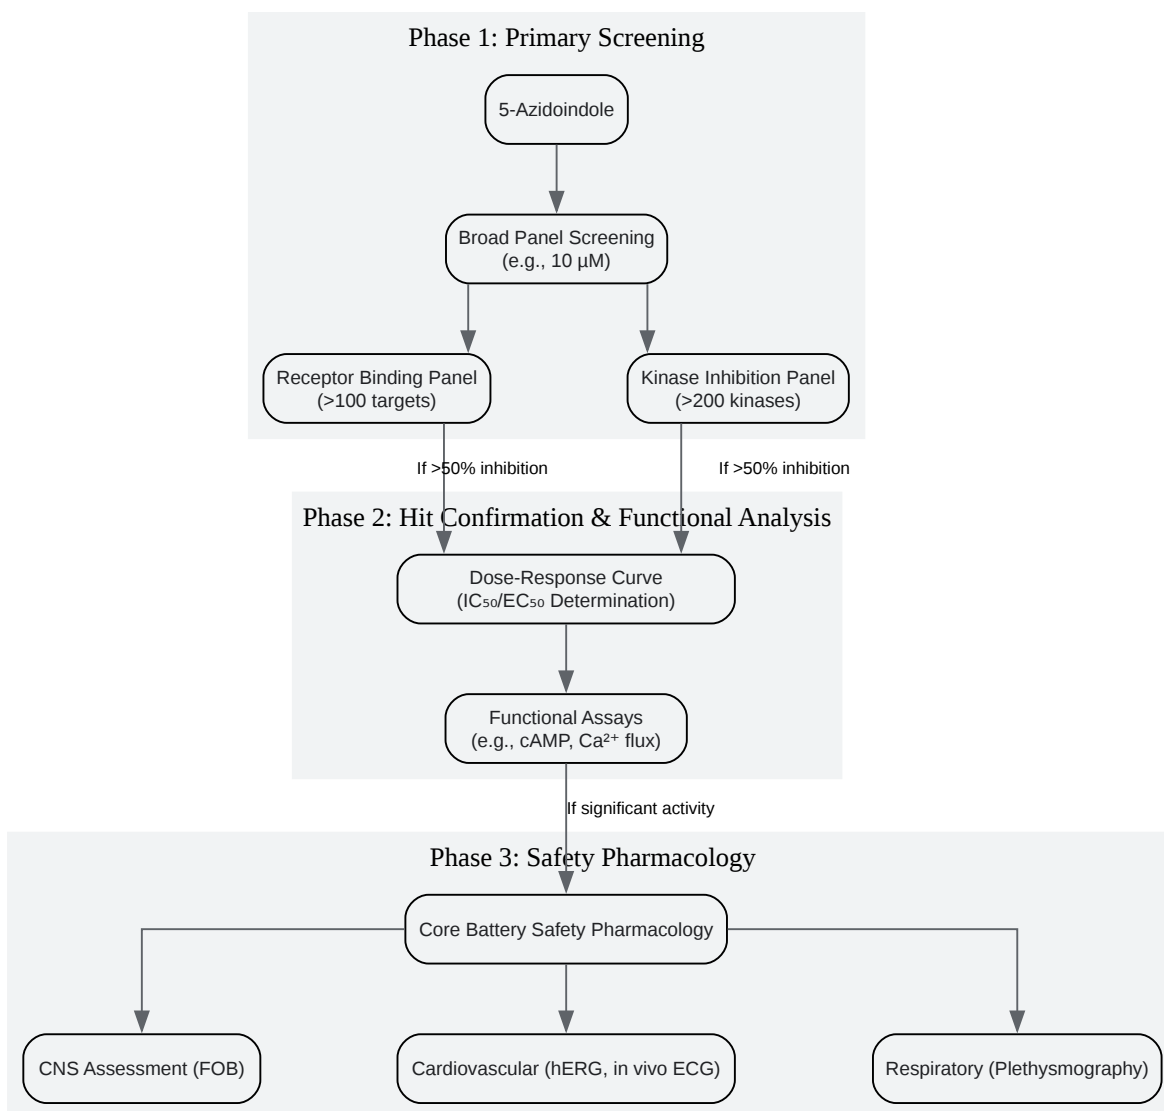 Phase 1: Primary Screening
5-Azidoindole
Broad Panel Screening
(e.g., 10 µM)
Receptor Binding Panel
(>100 targets)
Kinase Inhibition Panel
(>200 kinases)
If >50% inhibition
If >50% inhibition
Phase 2: Hit Confirmation & Functional Analysis
Dose-Response Curve
(IC₅₀/EC₅₀ Determination)
Functional Assays
(e.g., cAMP, Ca²⁺ flux)
If significant activity
Phase 3: Safety Pharmacology
Core Battery Safety Pharmacology
CNS Assessment (FOB)
Cardiovascular (hERG, in vivo ECG)
Respiratory (Plethysmography)